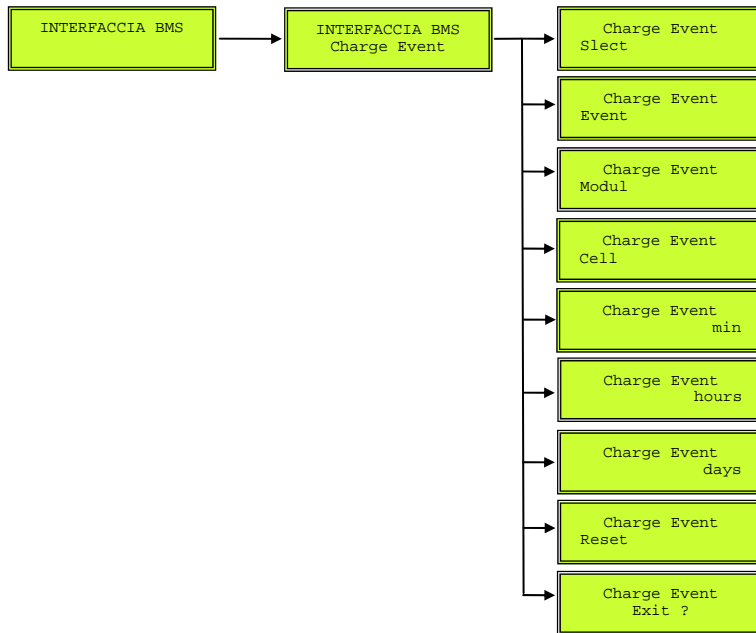 INTERFACCIA BMS
INTERFACCIA BMS
Charge Event
Charge Event
Slect
Charge Event
Event
Charge Event
Modul
Charge Event
Cell
Charge Event
min
Charge Event
hours
Charge Event
days
Charge Event
Reset
Charge Event
Exit ?